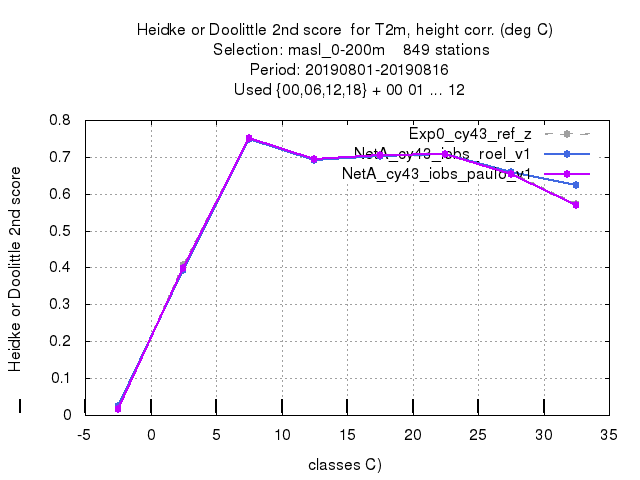 Heidke or Doolittle 2nd score  for T2m, height corr. (deg C)
Selection: masl_0-200m    849 stations
Period: 20190801-20190816
Used {00,06,12,18} + 00 01 ... 12
Heidke or Doolittle 2nd score
0.8
0.7
0.6
0.5
0.4
0.3
0.2
0.1
0
Exp0_cy43_ref_z
NetA_cy43_iobs_roel_v1
NetA_cy43_iobs_paulo_v1
-5 0 5 10 15 20 25 30 35
classes C)